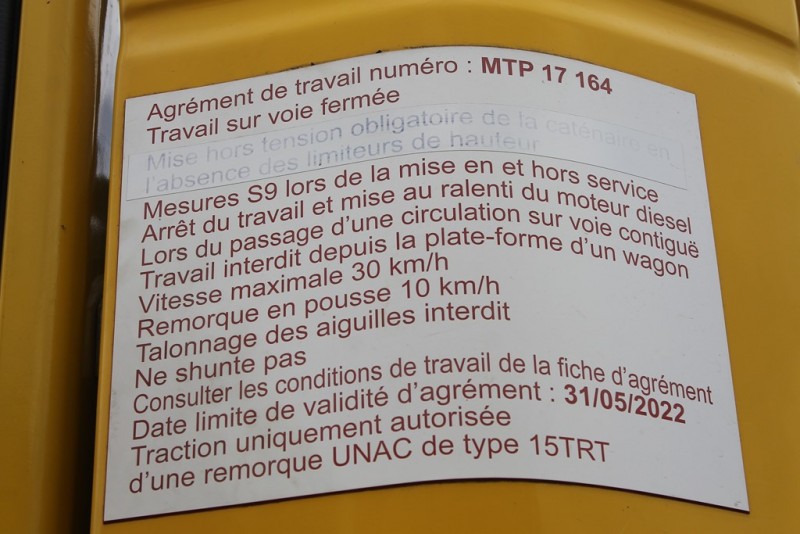 Agrément de travail numéro : MTP 17 164
Travail sur voie fermée
Mise hors tension obligatoire de la caténaire en
l'absence des limiteurs de hauteur
Mesures S9 lors de la mise en et hors service
Arrêt du travail et mise au ralenti du moteur diesel
Lors du passage d'une circulation sur voie contiguë
Travail interdit depuis la plate-forme d'un wagon
Vitesse maximale 30 km/h
Remorque en pousse 10 km/h
Talonnage des aiguilles interdit
Ne shunte pas
Consulter les conditions de travail de la fiche d'agrément
Date limite de validité d'agrément : 31/05/2022
Traction uniquement autorisée
d'une remorque UNAC de type 15TRT